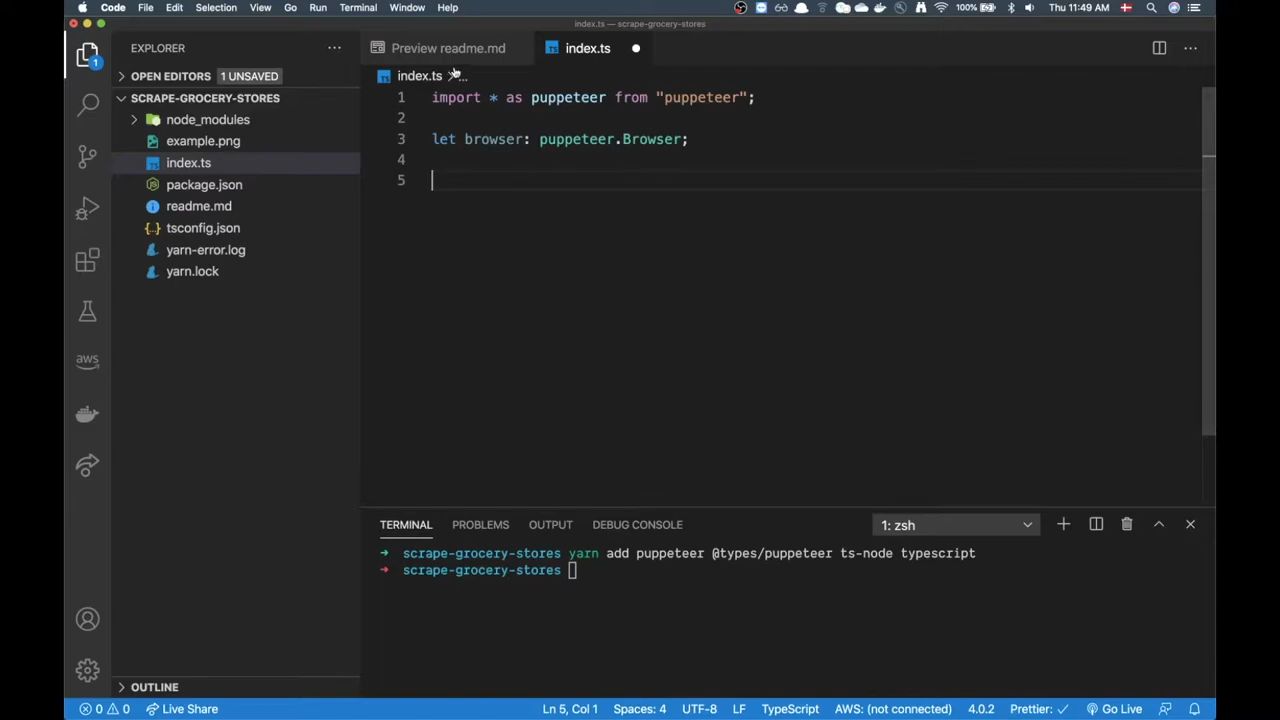 Code File Edit Selection View Go Run Terminal Window Help 100% Thu 11:49 AM
index.ts — scrape-grocery-stores
EXPLORER
Preview readme.md
index.ts
OPEN EDITORS 1 UNSAVED
index.ts > ...
SCRAPE-GROCERY-STORES
node_modules
example.png
index.ts
package.json
readme.md
tsconfig.json
yarn-error.log
yarn.lock
1 import * as puppeteer from "puppeteer";
2
3 let browser: puppeteer.Browser;
4
5
TERMINAL PROBLEMS OUTPUT DEBUG CONSOLE 1: zsh
➜ scrape-grocery-stores yarn add puppeteer @types/puppeteer ts-node typescript
➜ scrape-grocery-stores
aws
1
OUTLINE
0 0 Live Share Ln 5, Col 1 Spaces: 4 UTF-8 LF TypeScript AWS: (not connected) 4.0.2 Prettier: ✓ Go Live